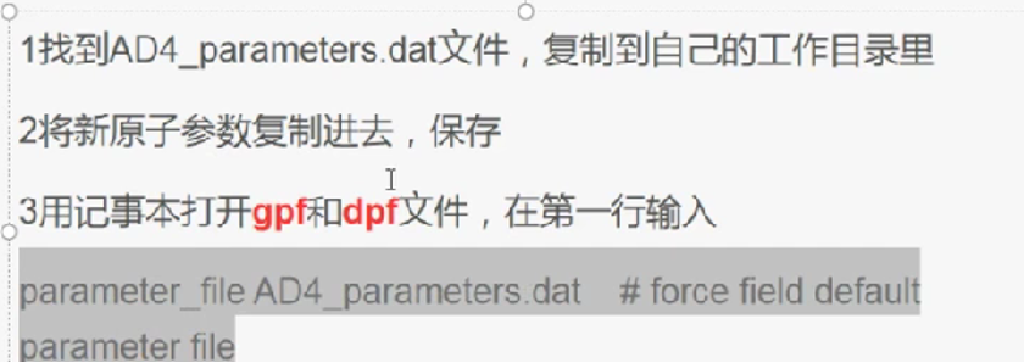 1找到AD4_parameters.dat文件，复制到自己的工作目录里
2将新原子参数复制进去，保存
3用记事本打开gpf和dpf文件，在第一行输入
parameter_file AD4_parameters.dat    # force field default
parameter file